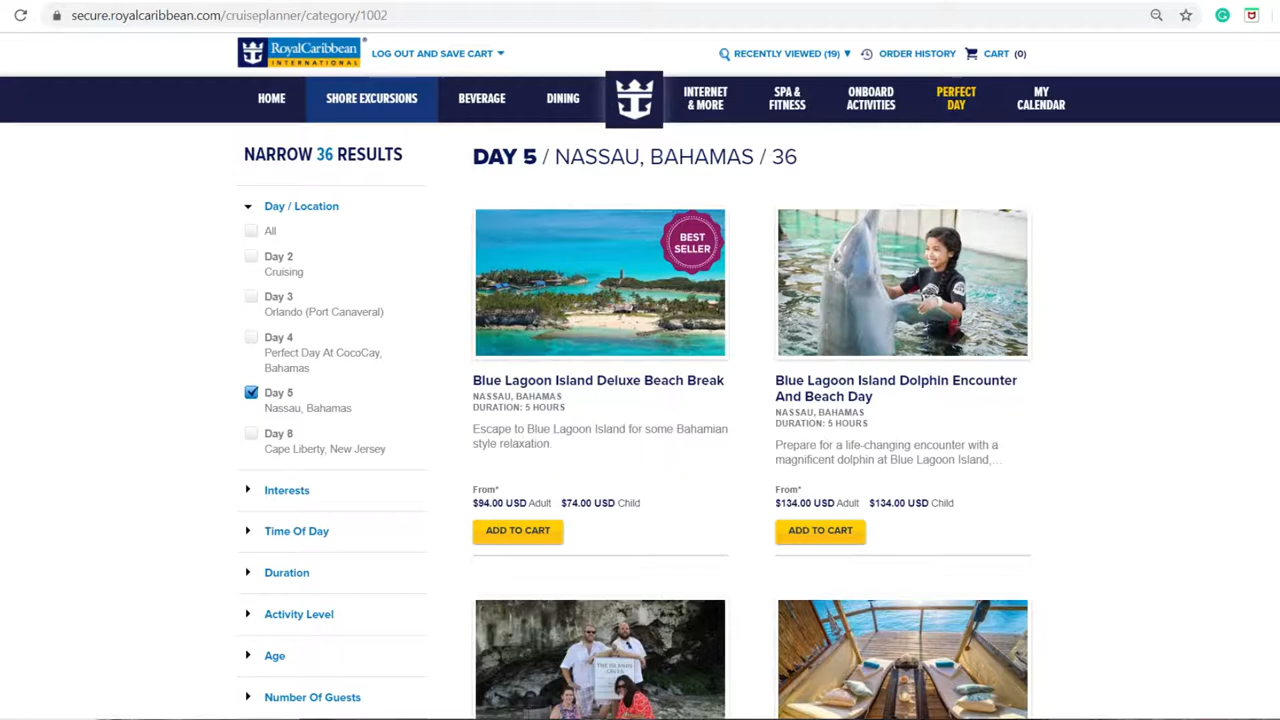 secure.royalcaribbean.com/cruiseplanner/category/1002
RoyalCaribbean
INTERNATIONAL
LOG OUT AND SAVE CART
RECENTLY VIEWED (19)
ORDER HISTORY
CART (0)
HOME
SHORE EXCURSIONS
BEVERAGE
DINING
INTERNET
& MORE
SPA &
FITNESS
ONBOARD
ACTIVITIES
PERFECT
DAY
MY
CALENDAR
NARROW 36 RESULTS
Day / Location
All
Day 2
Cruising
Day 3
Orlando (Port Canaveral)
Day 4
Perfect Day At CocoCay,
Bahamas
Day 5
Nassau, Bahamas
Day 8
Cape Liberty, New Jersey
Interests
Time Of Day
Duration
Activity Level
Age
Number Of Guests
DAY 5 / NASSAU, BAHAMAS / 36
BEST
SELLER
Blue Lagoon Island Deluxe Beach Break
NASSAU, BAHAMAS
DURATION: 5 HOURS
Escape to Blue Lagoon Island for some Bahamian
style relaxation.
From*
$94.00 USD Adult $74.00 USD Child
ADD TO CART
Blue Lagoon Island Dolphin Encounter
And Beach Day
NASSAU, BAHAMAS
DURATION: 5 HOURS
Prepare for a life-changing encounter with a
magnificent dolphin at Blue Lagoon Island,...
From*
$134.00 USD Adult $134.00 USD Child
ADD TO CART